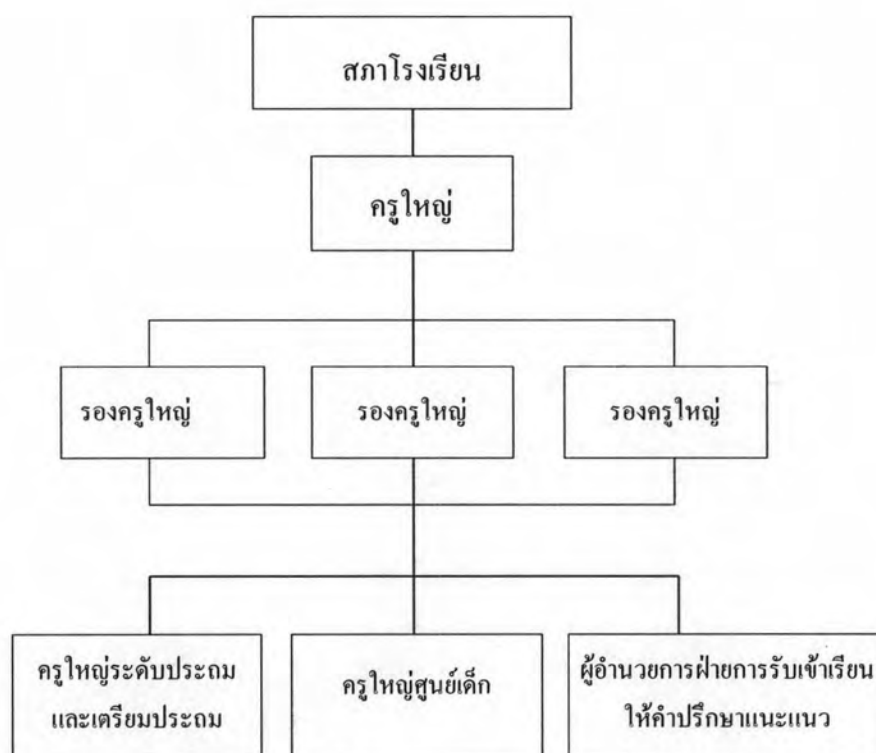 สภาโรงเรียน
ครูใหญ่
รองครูใหญ่
รองครูใหญ่
รองครูใหญ่
ครูใหญ่ระดับประถม
และเตรียมประถม
ครูใหญ่ศูนย์เด็ก
ผู้อำนวยการฝ่ายการรับเข้าเรียน
ให้คำปรึกษาแนะแนว